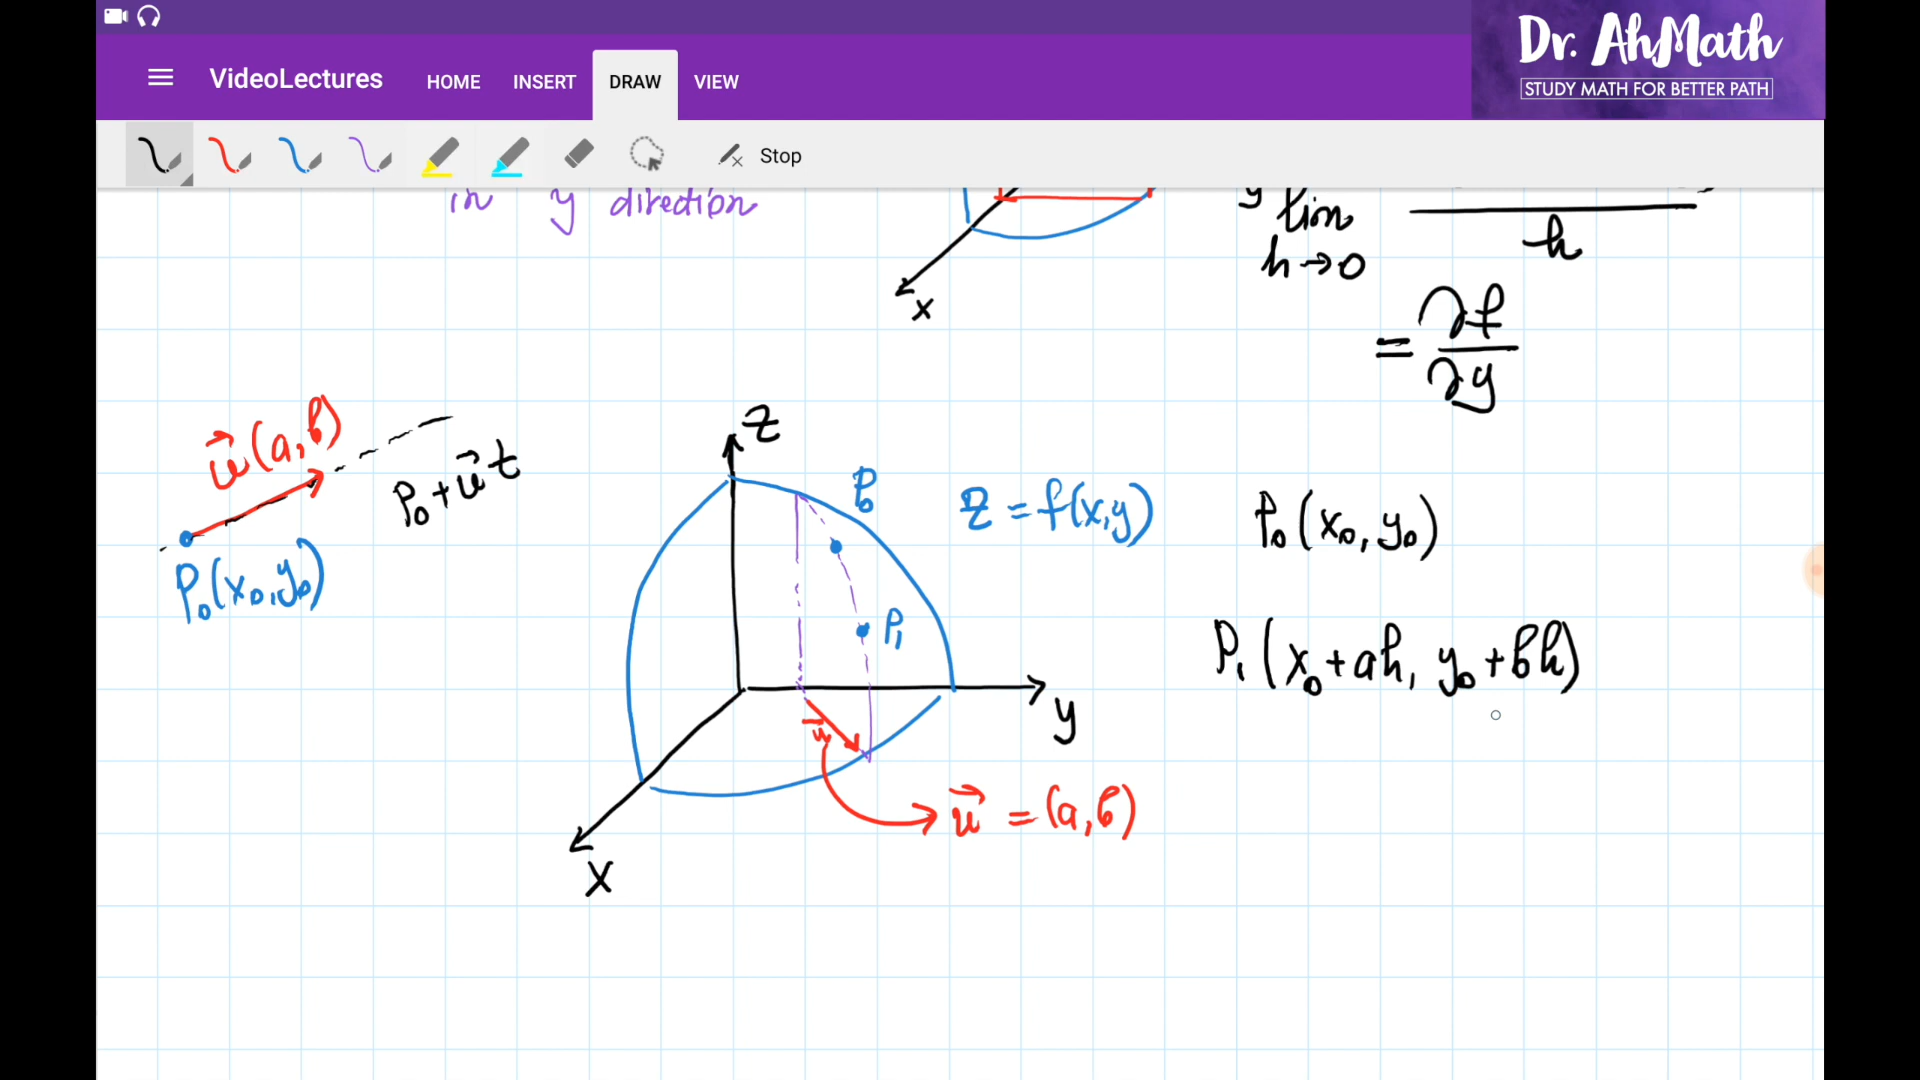 Dr. AhMath
STUDY MATH FOR BETTER PATH
VideoLectures HOME INSERT DRAW VIEW
Stop
in y direction
x
y
lim
h→0
h
= ∂f/∂y
u⃗(a,b)
P₀+u⃗t
P₀(x₀,y₀)
z
P₀
z = f(x,y)
P₁
y
x
u⃗
u⃗ = (a,b)
P₀(x₀,y₀)
P₁(x₀+ah, y₀+bh)